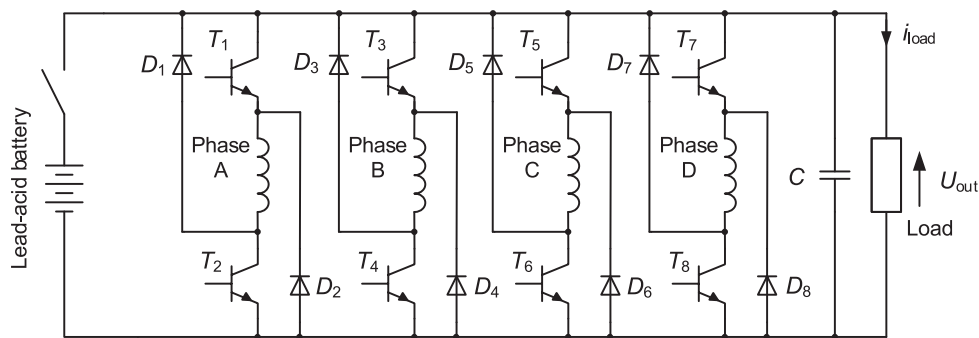 T1
T3
T5
T7
iload
D1
D3
D5
D7
Lead-acid battery
Phase
A
Phase
B
Phase
C
Phase
D
C
Uout
Load
T2
T4
T6
T8
D2
D4
D6
D8